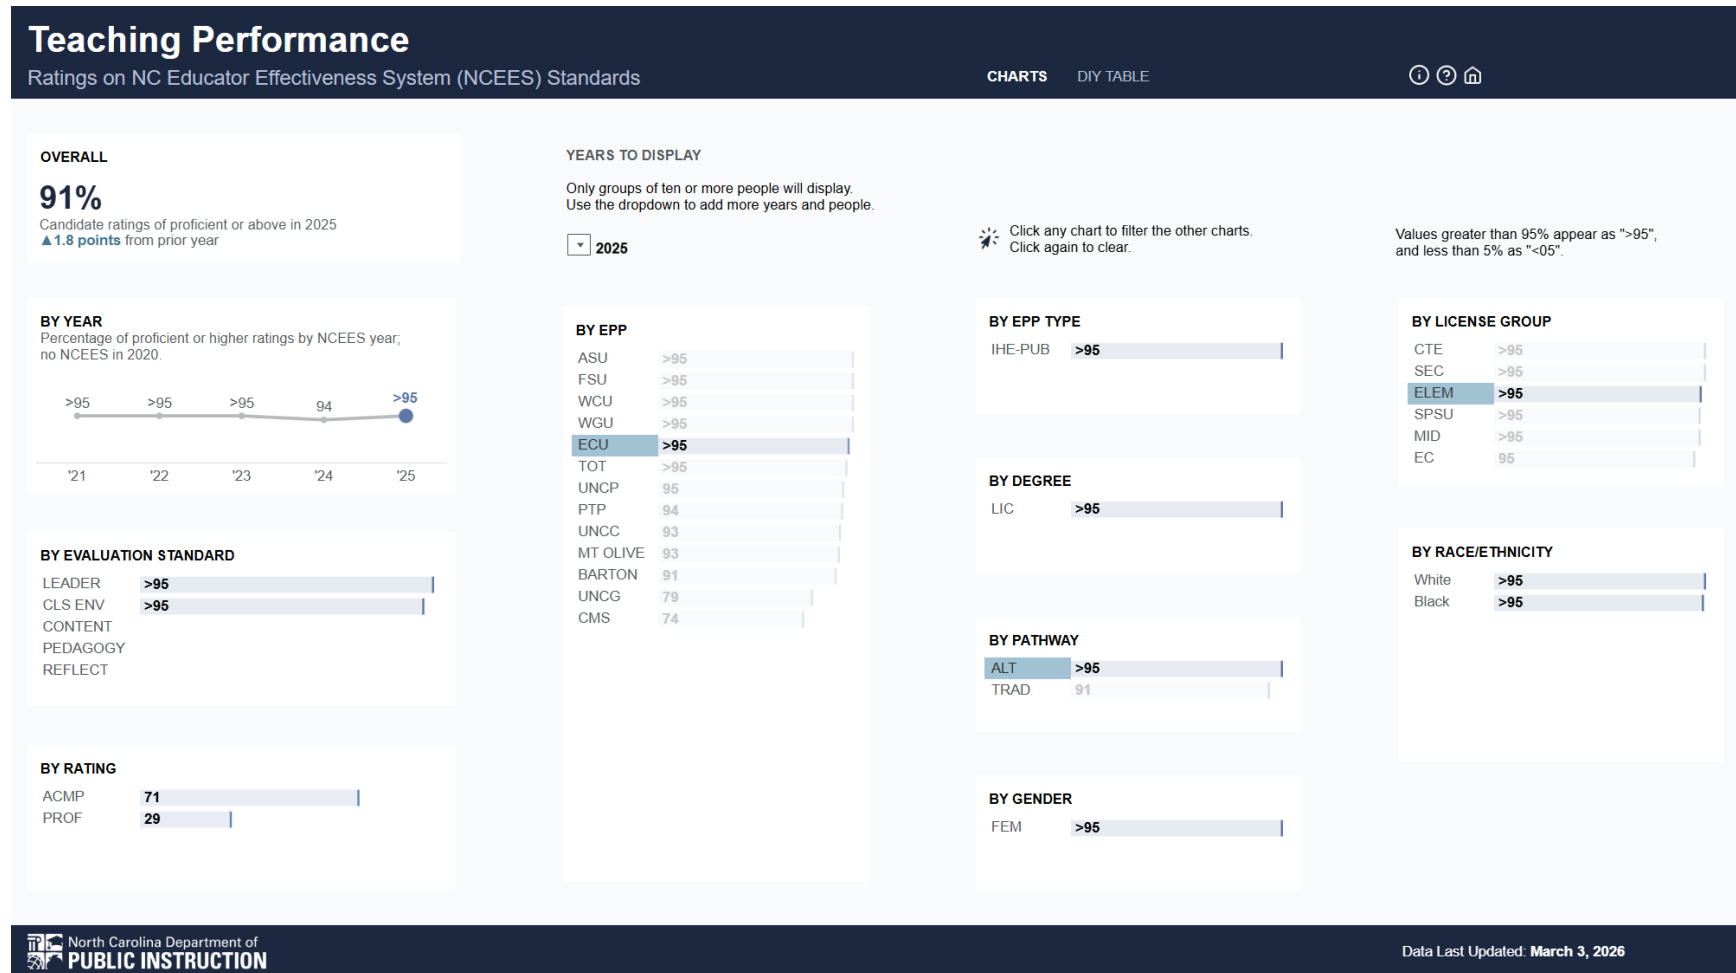 Teaching Performance
Ratings on NC Educator Effectiveness System (NCEES) Standards
CHARTS
DIY TABLE
OVERALL
91%
Candidate ratings of proficient or above in 2025
▲1.8 points from prior year
YEARS TO DISPLAY
Only groups of ten or more people will display.
Use the dropdown to add more years and people.
2025
Click any chart to filter the other charts.
Click again to clear.
Values greater than 95% appear as ">95",
and less than 5% as "<05".
BY YEAR
Percentage of proficient or higher ratings by NCEES year;
no NCEES in 2020.
>95 >95 >95 94 >95
'21 '22 '23 '24 '25
BY EVALUATION STANDARD
LEADER >95
CLS ENV >95
CONTENT
PEDAGOGY
REFLECT
BY RATING
ACMP 71
PROF 29
BY EPP
ASU >95
FSU >95
WCU >95
WGU >95
ECU >95
TOT >95
UNCP 95
PTP 94
UNCC 93
MT OLIVE 93
BARTON 91
UNCG 79
CMS 74
BY EPP TYPE
IHE-PUB >95
BY DEGREE
LIC >95
BY PATHWAY
ALT >95
TRAD 91
BY GENDER
FEM >95
BY LICENSE GROUP
CTE >95
SEC >95
ELEM >95
SPSU >95
MID >95
EC 95
BY RACE/ETHNICITY
White >95
Black >95
North Carolina Department of
PUBLIC INSTRUCTION
Data Last Updated: March 3, 2026